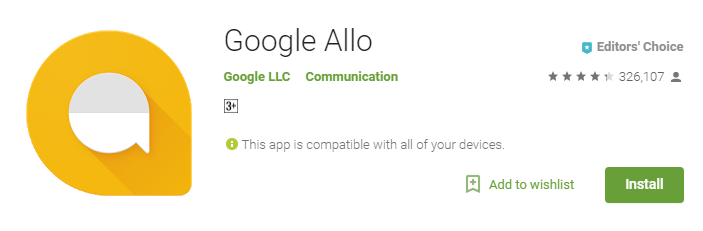 Google Allo
Editors' Choice
Google LLC Communication
326,107
3+
This app is compatible with all of your devices.
Add to wishlist
Install